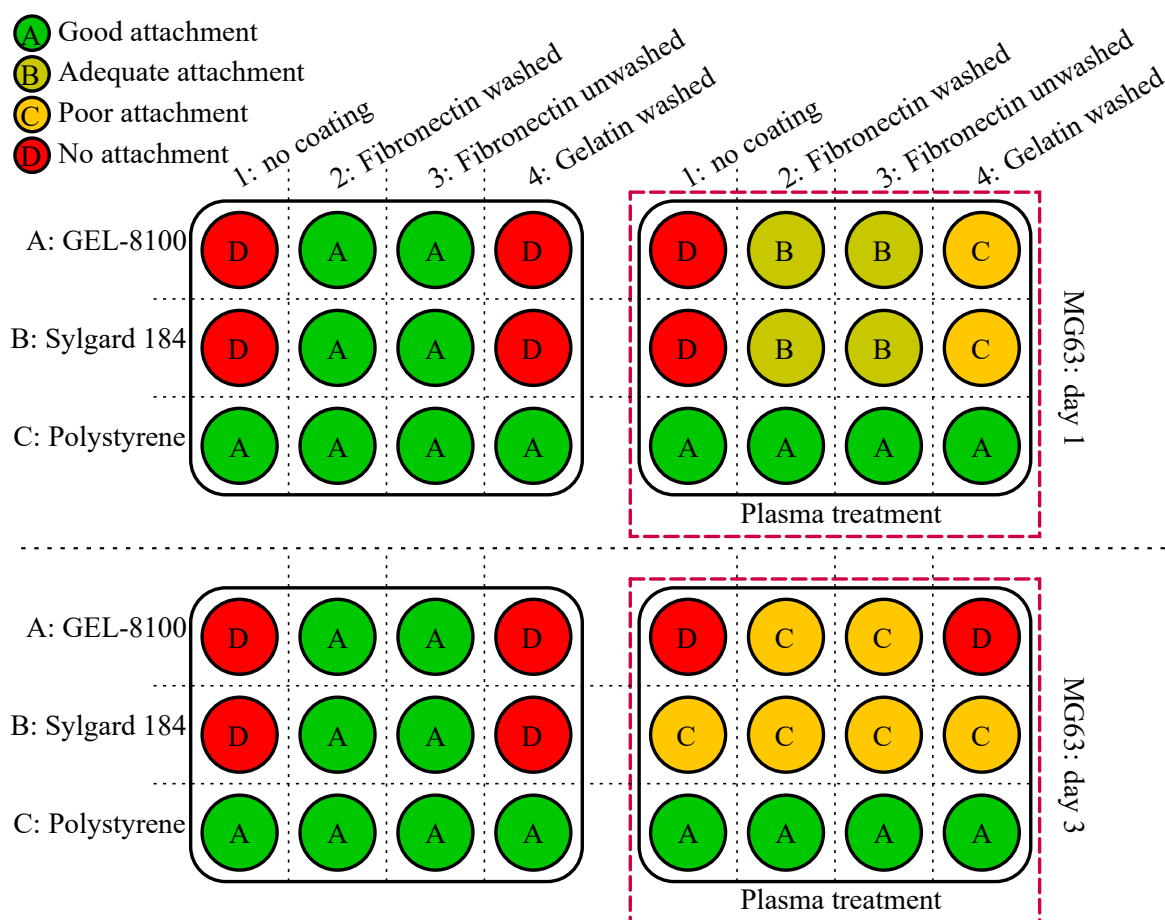 A Good attachment
B Adequate attachment
C Poor attachment
D No attachment
1: no coating
2: Fibronectin washed
3: Fibronectin unwashed
4: Gelatin washed
1: no coating
2: Fibronectin washed
3: Fibronectin unwashed
4: Gelatin washed
A: GEL-8100 D A A D D B B C
B: Sylgard 184 D A A D D B B C
C: Polystyrene A A A A A A A A
Plasma treatment
MG63: day 1
A: GEL-8100 D A A D D C C D
B: Sylgard 184 D A A D C C C C
C: Polystyrene A A A A A A A A
Plasma treatment
MG63: day 3